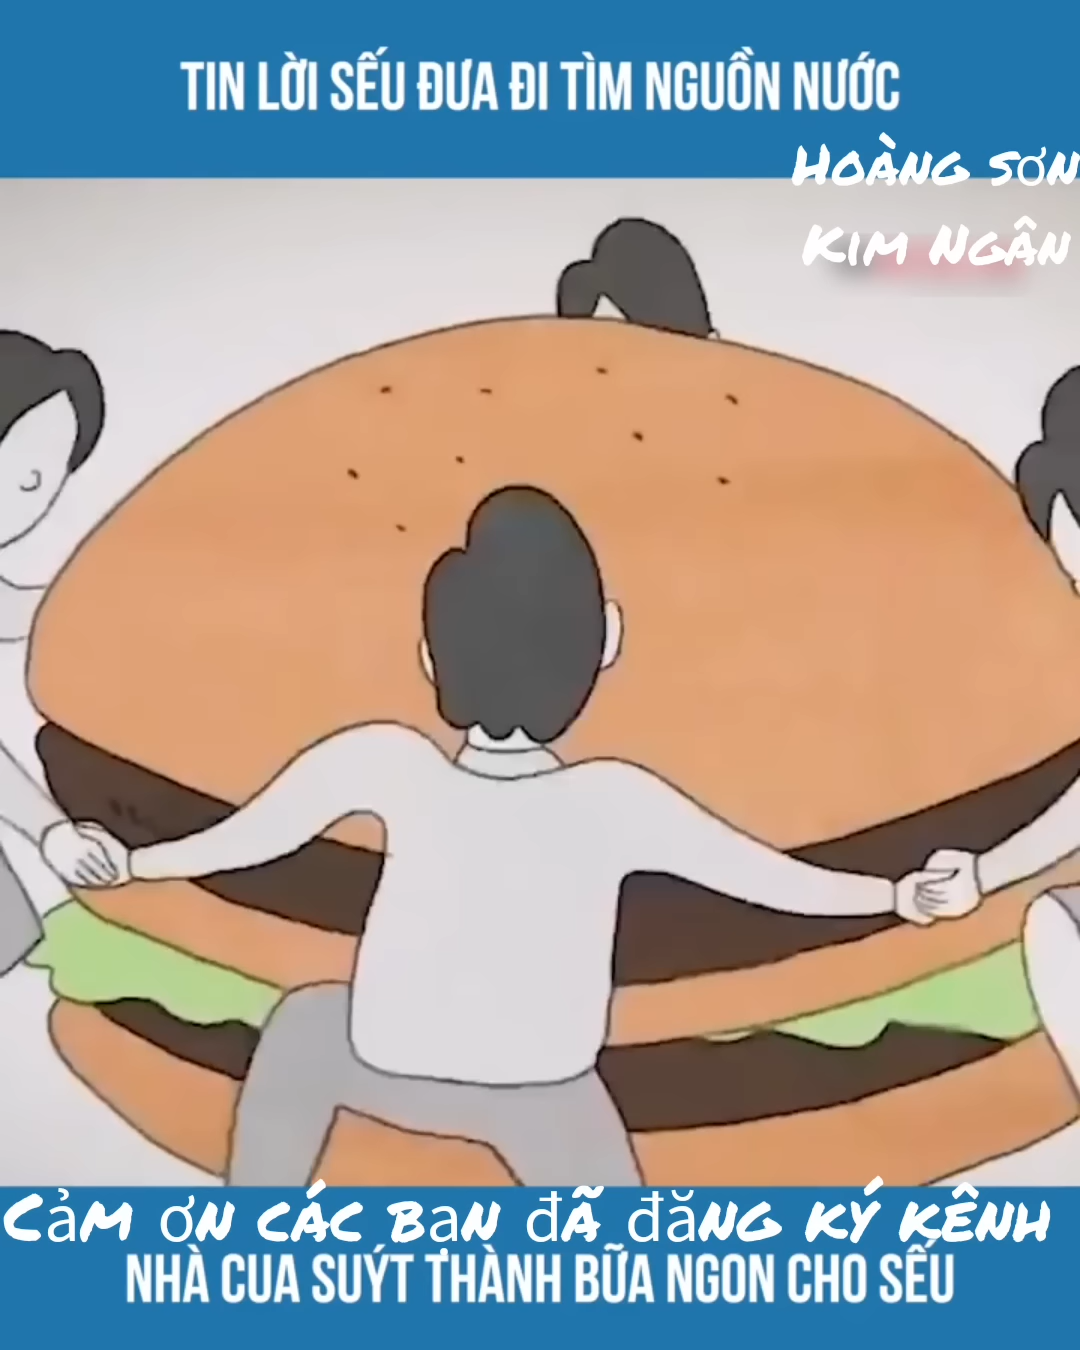 TIN LỜI SẾU ĐƯA ĐI TÌM NGUỒN NƯỚC
Hoàng sơn
Kim Ngân
Cảm ơn các bạn đã đăng ký kênh
NHÀ CUA SUÝT THÀNH BỮA NGON CHO SẾU